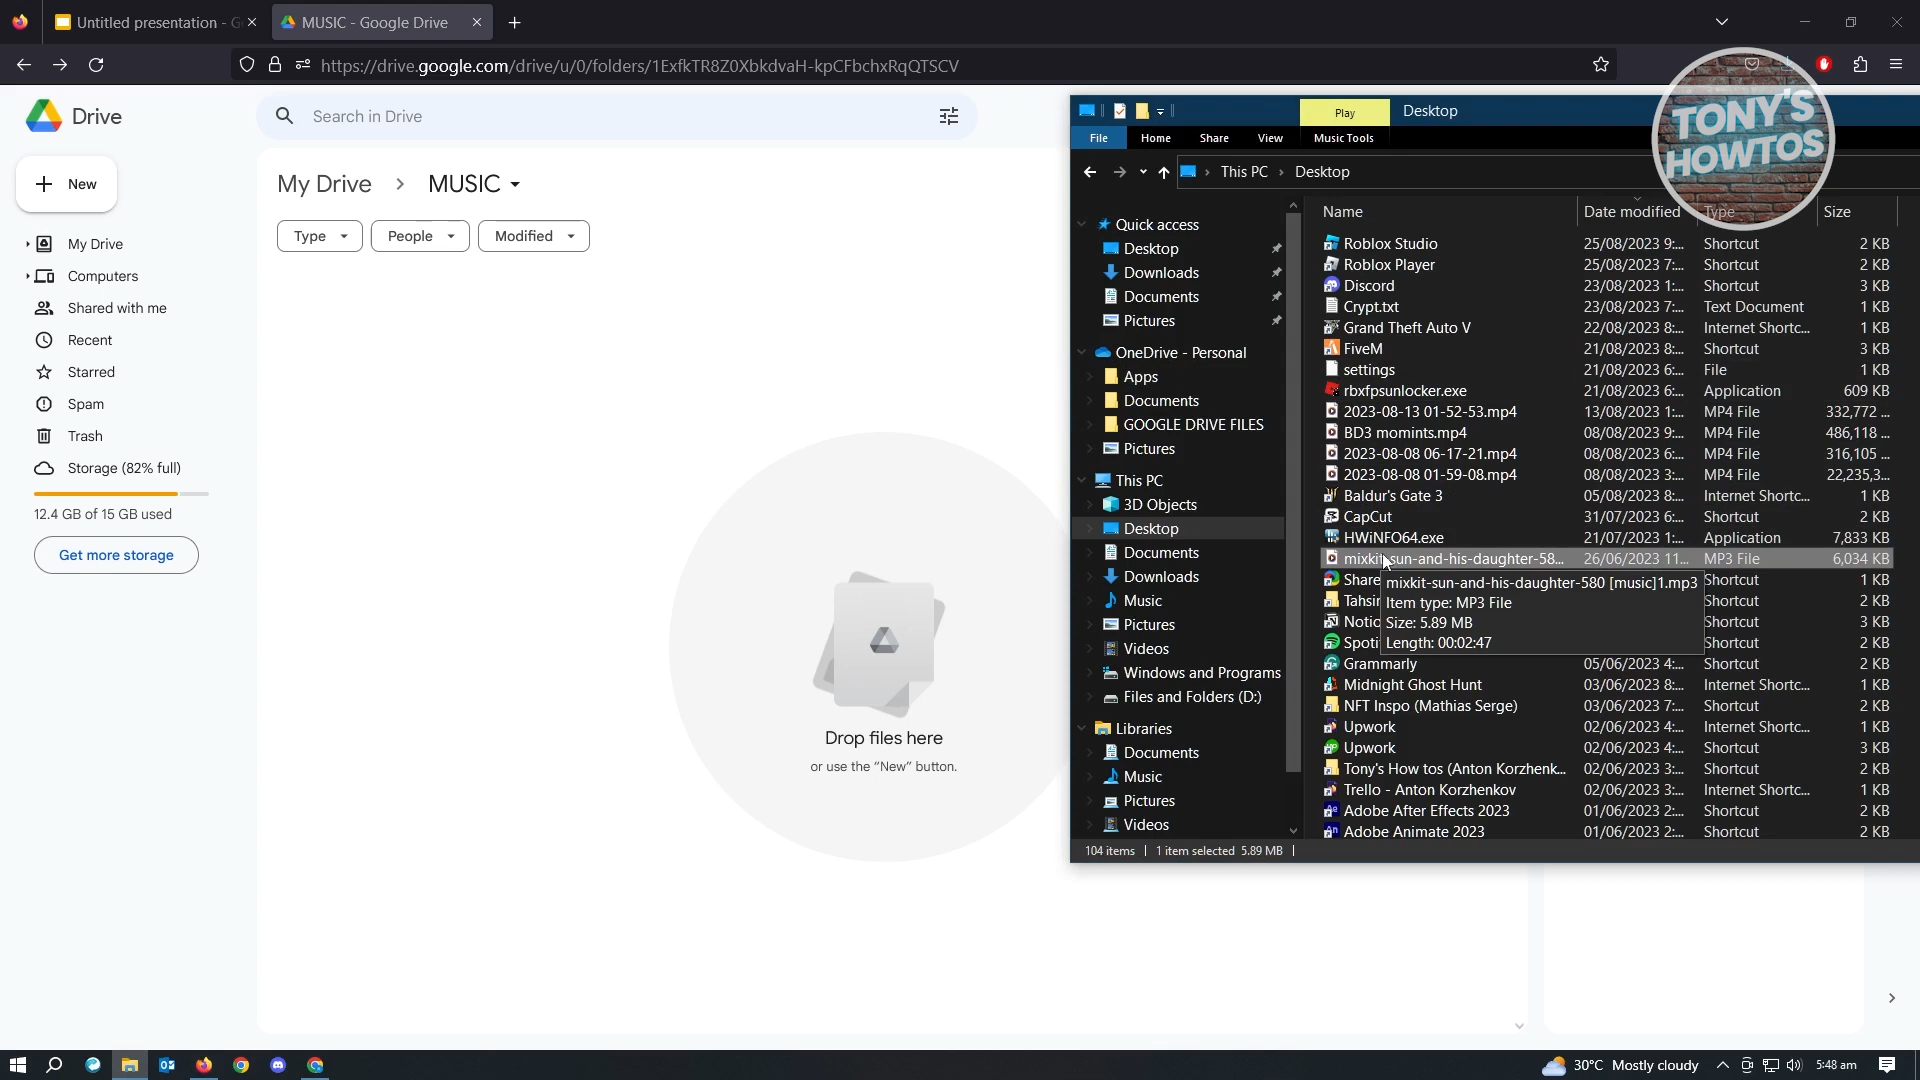 Untitled presentation - G
MUSIC - Google Drive
https://drive.google.com/drive/u/0/folders/1ExfkTR8Z0XbkdvaH-kpCFbchxRqQTSCV
Drive
Search in Drive
New
My Drive
Computers
Shared with me
Recent
Starred
Spam
Trash
Storage (82% full)
12.4 GB of 15 GB used
Get more storage
My Drive > MUSIC
Type
People
Modified
Drop files here
or use the “New” button.
Play
Desktop
File Home Share View Music Tools
This PC > Desktop
Quick access
Desktop
Downloads
Documents
Pictures
OneDrive - Personal
Apps
Documents
GOOGLE DRIVE FILES
Pictures
This PC
3D Objects
Desktop
Documents
Downloads
Music
Pictures
Videos
Windows and Programs
Files and Folders (D:)
Libraries
Documents
Music
Pictures
Videos
Name Date modified Type Size
Roblox Studio 25/08/2023 9:... Shortcut 2 KB
Roblox Player 25/08/2023 7:... Shortcut 2 KB
Discord 23/08/2023 1:... Shortcut 3 KB
Crypt.txt 23/08/2023 7:... Text Document 1 KB
Grand Theft Auto V 22/08/2023 8:... Internet Shortc... 1 KB
FiveM 21/08/2023 8:... Shortcut 3 KB
settings 21/08/2023 6:... File 1 KB
rbxfpsunlocker.exe 21/08/2023 6:... Application 609 KB
2023-08-13 01-52-53.mp4 13/08/2023 1:... MP4 File 332,772 ...
BD3 momints.mp4 08/08/2023 9:... MP4 File 486,118 ...
2023-08-08 06-17-21.mp4 08/08/2023 6:... MP4 File 316,105 ...
2023-08-08 01-59-08.mp4 08/08/2023 3:... MP4 File 22,235,3...
Baldur's Gate 3 05/08/2023 8:... Internet Shortc... 1 KB
CapCut 31/07/2023 6:... Shortcut 2 KB
HWiNFO64.exe 21/07/2023 1:... Application 7,833 KB
mixkit-sun-and-his-daughter-58... 26/06/2023 11... MP3 File 6,034 KB
Share Shortcut 1 KB
Tahsin Shortcut 2 KB
Notio Shortcut 3 KB
Spoti Shortcut 2 KB
mixkit-sun-and-his-daughter-580 [music]1.mp3
Item type: MP3 File
Size: 5.89 MB
Length: 00:02:47
Grammarly 05/06/2023 4:... Shortcut 2 KB
Midnight Ghost Hunt 03/06/2023 8:... Internet Shortc... 1 KB
NFT Inspo (Mathias Serge) 03/06/2023 7:... Shortcut 2 KB
Upwork 02/06/2023 4:... Internet Shortc... 1 KB
Upwork 02/06/2023 4:... Shortcut 3 KB
Tony's How tos (Anton Korzhenk... 02/06/2023 3:... Shortcut 2 KB
Trello - Anton Korzhenkov 02/06/2023 3:... Internet Shortc... 1 KB
Adobe After Effects 2023 01/06/2023 2:... Shortcut 2 KB
Adobe Animate 2023 01/06/2023 2:... Shortcut 2 KB
104 items 1 item selected 5.89 MB
TONY'S
HOWTOS
30°C Mostly cloudy
5:48 am